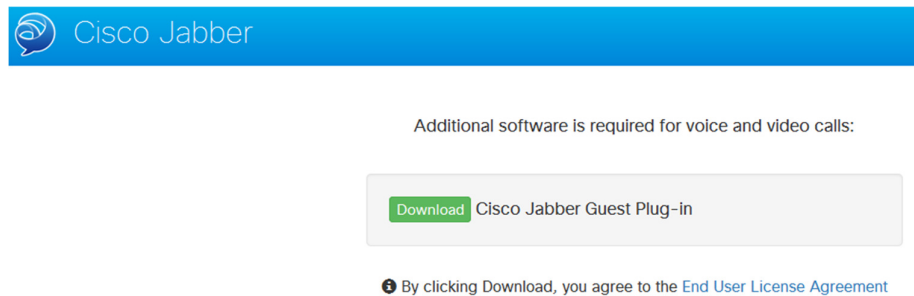 Cisco Jabber
Additional software is required for voice and video calls:
Download Cisco Jabber Guest Plug-in
By clicking Download, you agree to the End User License Agreement